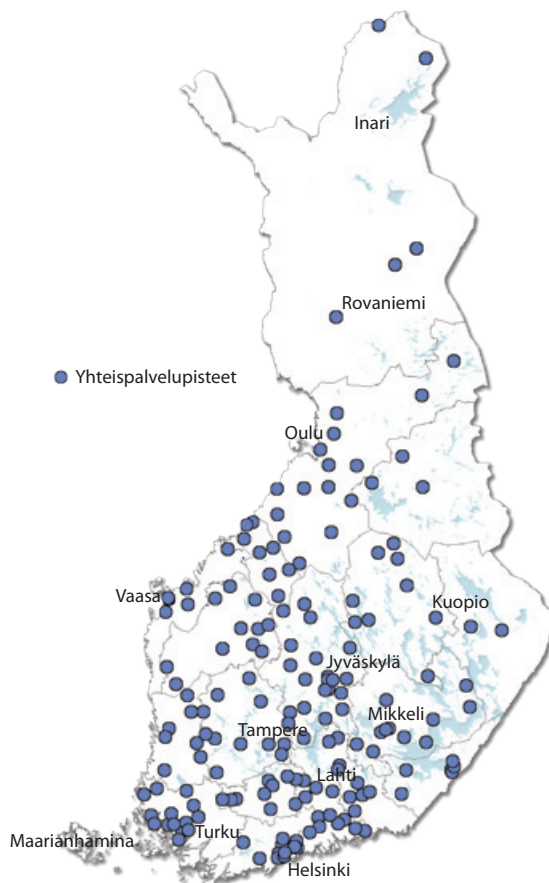 Inari
Rovaniemi
Yhteispalvelupisteet
Oulu
Vaasa
Kuopio
Jyväskylä
Mikkeli
Tampere
Lahti
Turku
Maarianhamina
Helsinki